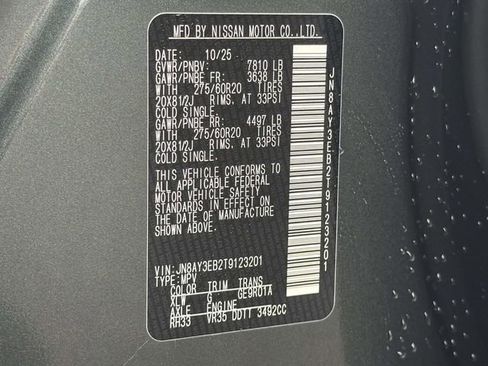 MFD BY NISSAN MOTOR CO.,LTD.
DATE: 10/25
GVWR/PNBV: 7810 LB
GAWR/PNBE FR: 3638 LB
WITH 275/60R20 TIRES
20X81/2J RIMS, AT 33PSI
COLD SINGLE.
GAWR/PNBE RR: 4497 LB
WITH 275/60R20 TIRES
20X81/2J RIMS, AT 33PSI
COLD SINGLE.
THIS VEHICLE CONFORMS TO
ALL APPLICABLE FEDERAL
MOTOR VEHICLE SAFETY
STANDARDS IN EFFECT ON
THE DATE OF MANUFACTURE
SHOWN ABOVE.
VIN: JN8AY3EB2T9123201
TYPE: MPV
COLOR TRIM TRANS
XLW G GE9R01A
AXLE ENGINE
RH33 VR35 DDTT 3492CC
JN8AY3EB2T9123201